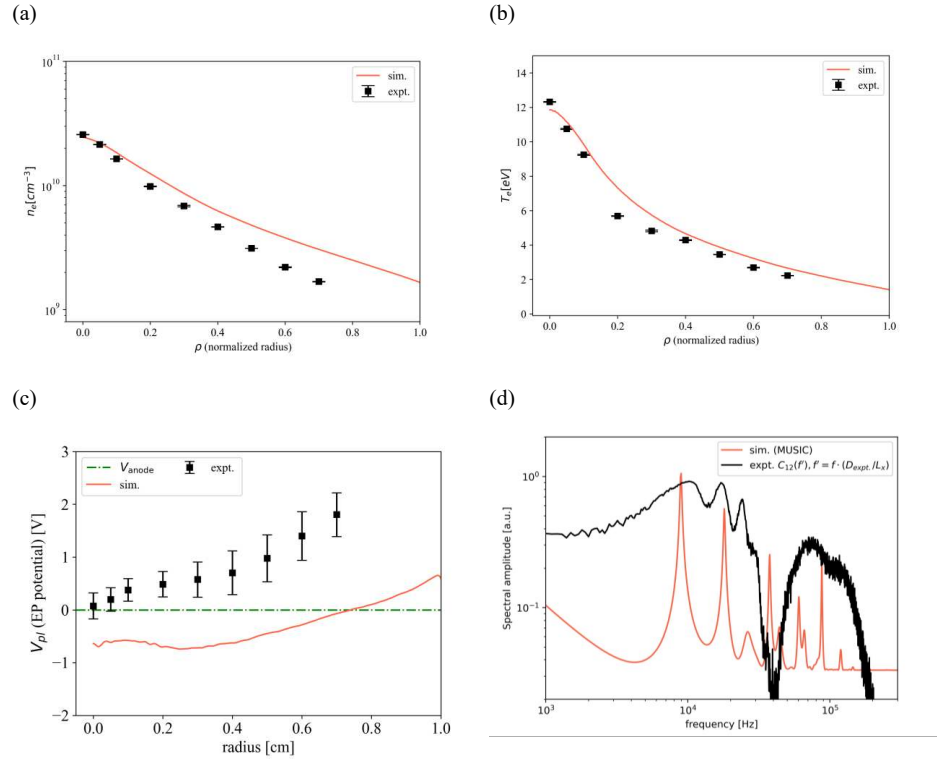 (a)
10^11
10^10
10^9
n_e[cm^-3]
sim.
expt.
0.0 0.2 0.4 0.6 0.8 1.0
ρ (normalized radius)
(b)
14
12
10
8
6
4
2
0
T_e[eV]
sim.
expt.
0.0 0.2 0.4 0.6 0.8 1.0
ρ (normalized radius)
(c)
3
2
1
0
−1
−2
V_pl (EP potential) [V]
V_anode
sim.
expt.
0.0 0.2 0.4 0.6 0.8 1.0
radius [cm]
(d)
10^0
10^-1
Spectral amplitude [a.u.]
sim. (MUSIC)
expt. C_12(f'), f' = f · (D_expt./L_x)
10^3 10^4 10^5
frequency [Hz]